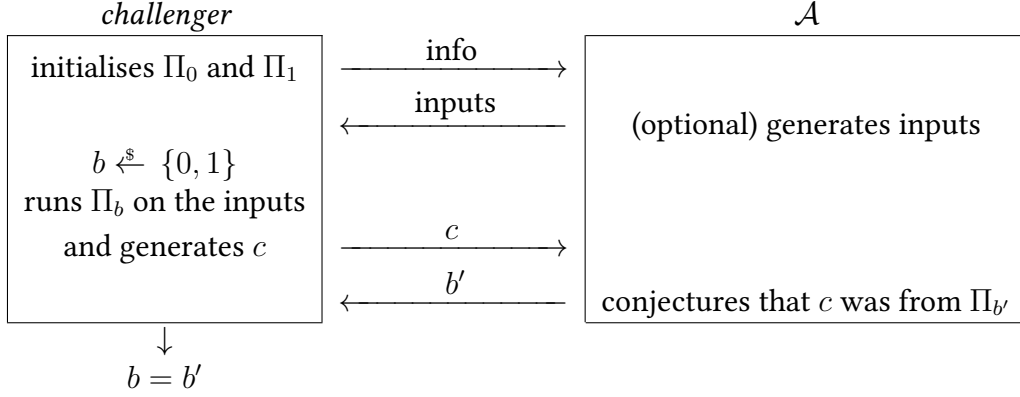 challenger
𝒜
initialises Π₀ and Π₁
info
inputs
(optional) generates inputs
b ←$ {0, 1}
runs Π_b on the inputs
and generates c
c
b′
conjectures that c was from Π_b′
b = b′